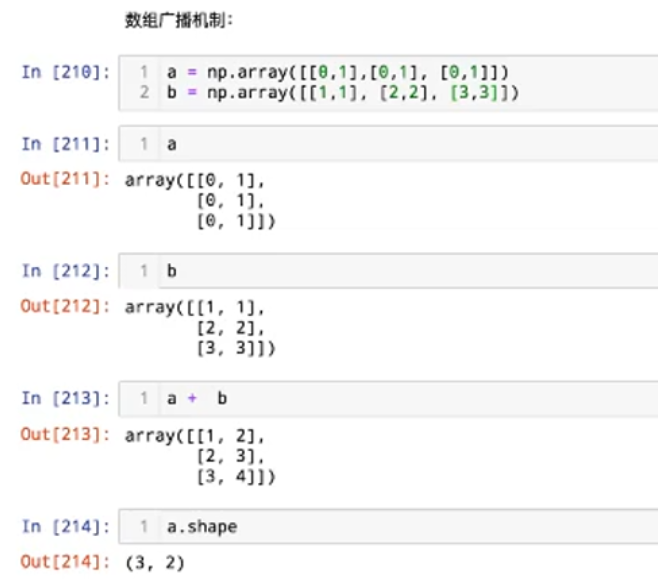 数组广播机制:
In [210]: 1 a = np.array([[0,1],[0,1], [0,1]])
2 b = np.array([[1,1], [2,2], [3,3]])
In [211]: 1 a
Out[211]: array([[0, 1],
[0, 1],
[0, 1]])
In [212]: 1 b
Out[212]: array([[1, 1],
[2, 2],
[3, 3]])
In [213]: 1 a +  b
Out[213]: array([[1, 2],
[2, 3],
[3, 4]])
In [214]: 1 a.shape
Out[214]: (3, 2)